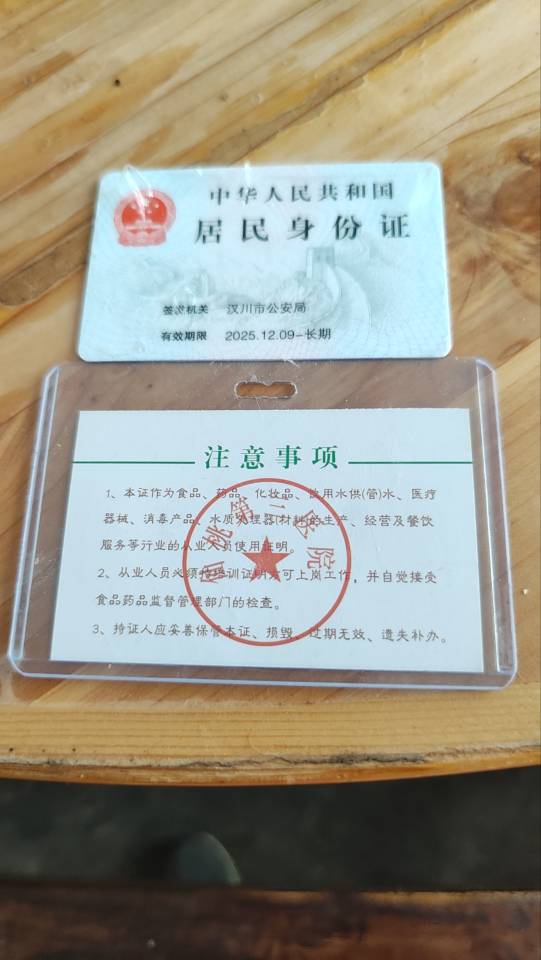 中华人民共和国
居民身份证
签发机关 汉川市公安局
有效期限 2025.12.09-长期
注意事项
1、本证作为食品、药品、化妆品、饮用水供(管)水、医疗
器械、消毒产品、水质处理器(材料)的生产、经营及餐饮
服务等行业的从业人员使用证明。
2、从业人员必须持培训证明方可上岗工作，并自觉接受
食品药品监督管理部门的检查。
3、持证人应妥善保管本证、损毁、过期无效、遗失补办。
仙桃第三医院